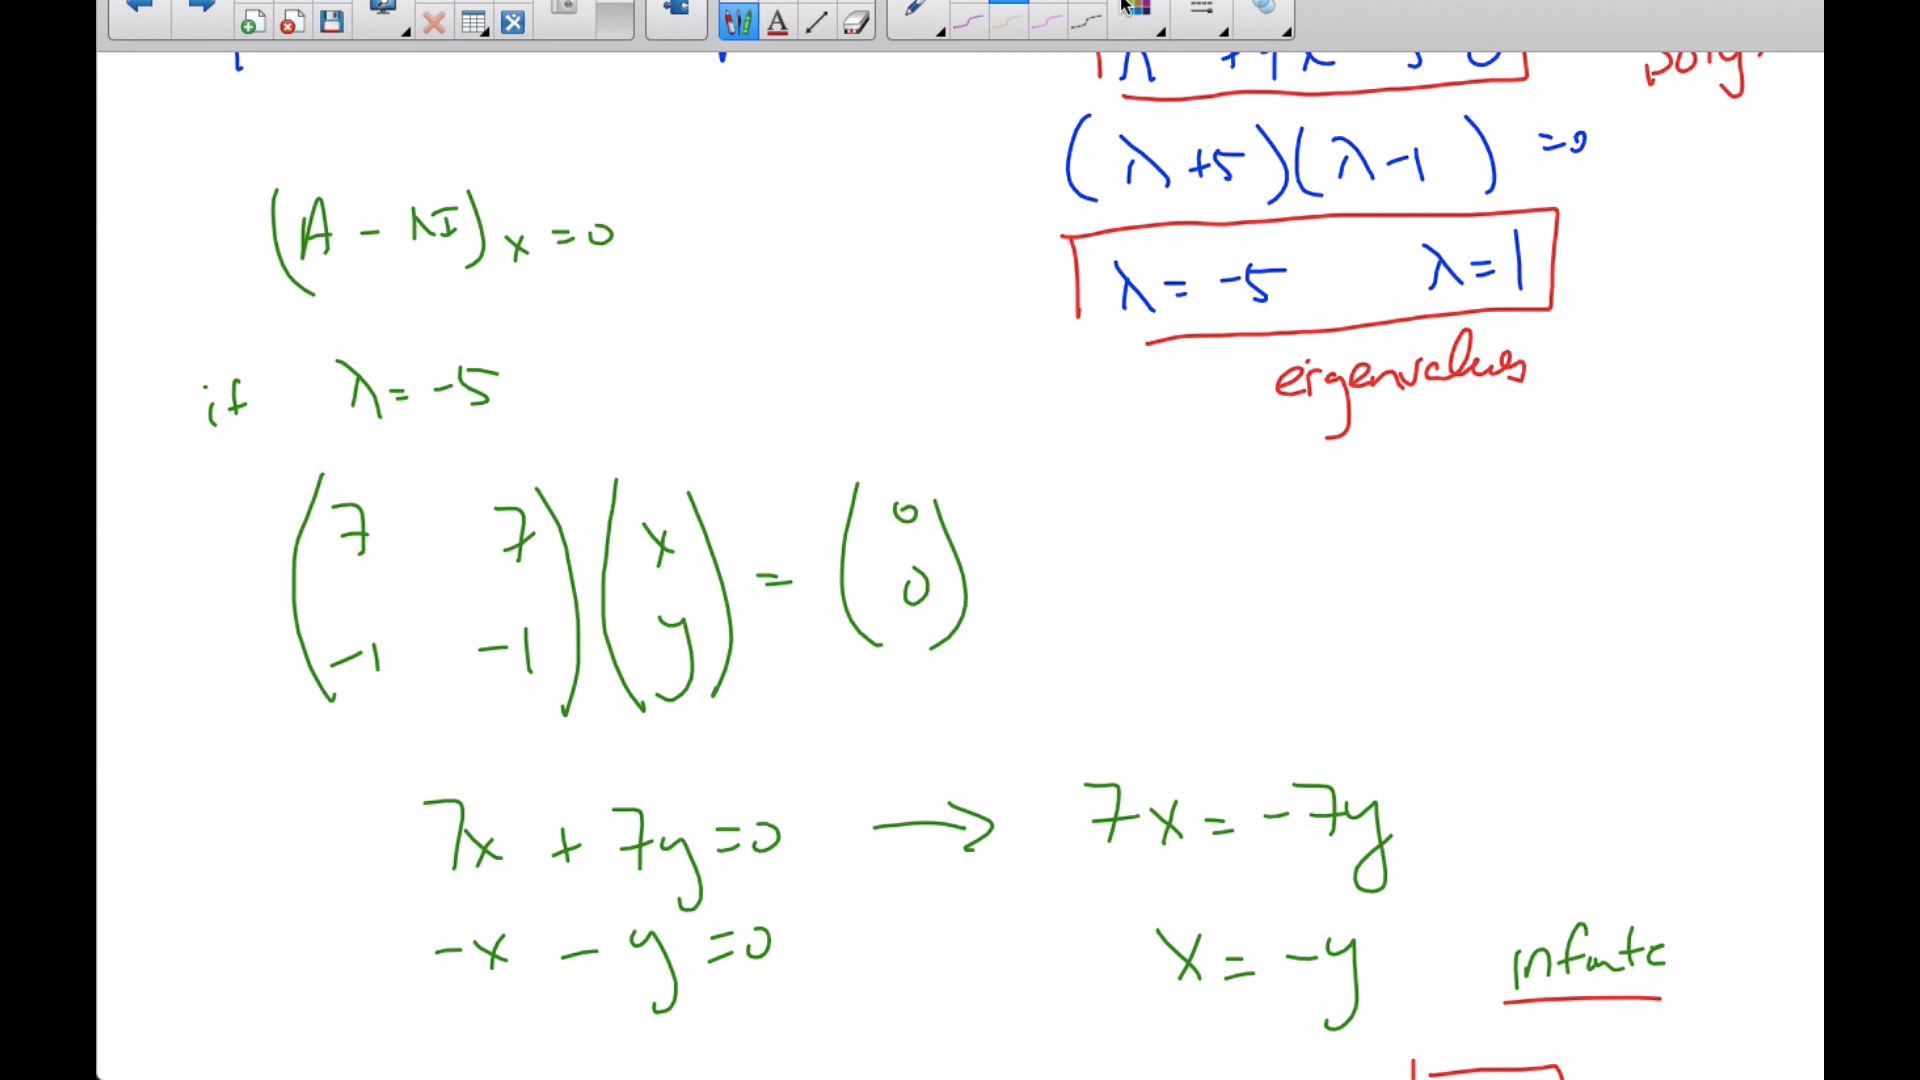 poly.
(λ+5)(λ-1) =0
(A - λI)x =0
λ= -5 λ=1
eigenvalues
if λ= -5
(7 7) (x) = (0)
(-1 -1) (y) (0)
7x + 7y=0 → 7x= -7y
-x - y=0 x= -y infinite